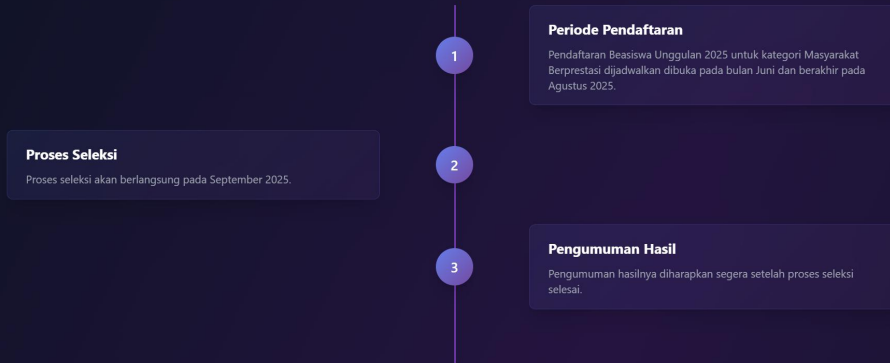 1
Periode Pendaftaran
Pendaftaran Beasiswa Unggulan 2025 untuk kategori Masyarakat
Berprestasi dijadwalkan dibuka pada bulan Juni dan berakhir pada
Agustus 2025.
2
Proses Seleksi
Proses seleksi akan berlangsung pada September 2025.
3
Pengumuman Hasil
Pengumuman hasilnya diharapkan segera setelah proses seleksi
selesai.